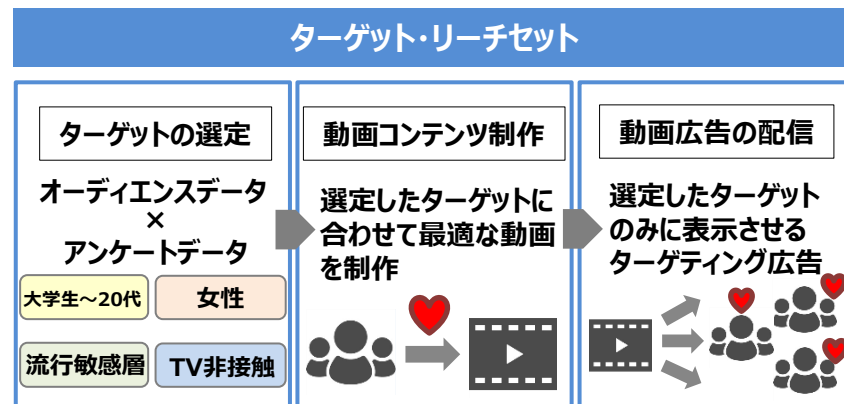 ターゲット・リーチセット
ターゲットの選定
オーディエンスデータ
×
アンケートデータ
大学生～20代
女性
流行敏感層
TV非接触
動画コンテンツ制作
選定したターゲットに
合わせて最適な動画
を制作
動画広告の配信
選定したターゲット
のみに表示させる
ターゲティング広告